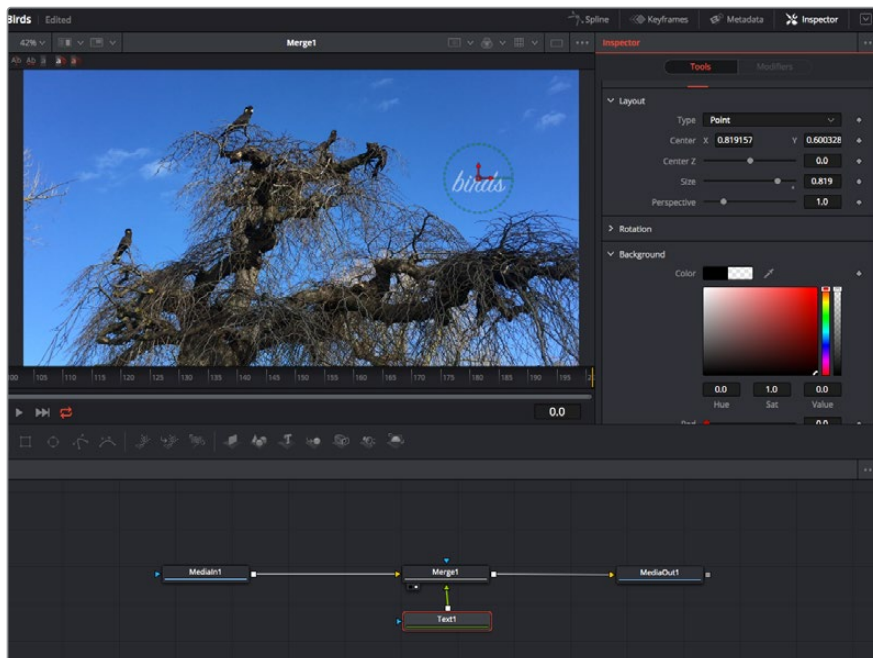 Birds Edited Spline Keyframes Metadata Inspector
42% Merge1 Inspector
Tools Modifiers
Layout
Type Point
Center X 0.819157 Y 0.600328
Center Z 0.0
Size 0.819
Perspective 1.0
Rotation
Background
Color
birds
105 110 115 120 125 130 135 140 145 150 155 160 165 170 175 180 185 190 195
0.0
0.0 1.0 0.0
Hue Sat Value
MediaIn1 Merge1 MediaOut1
Text1